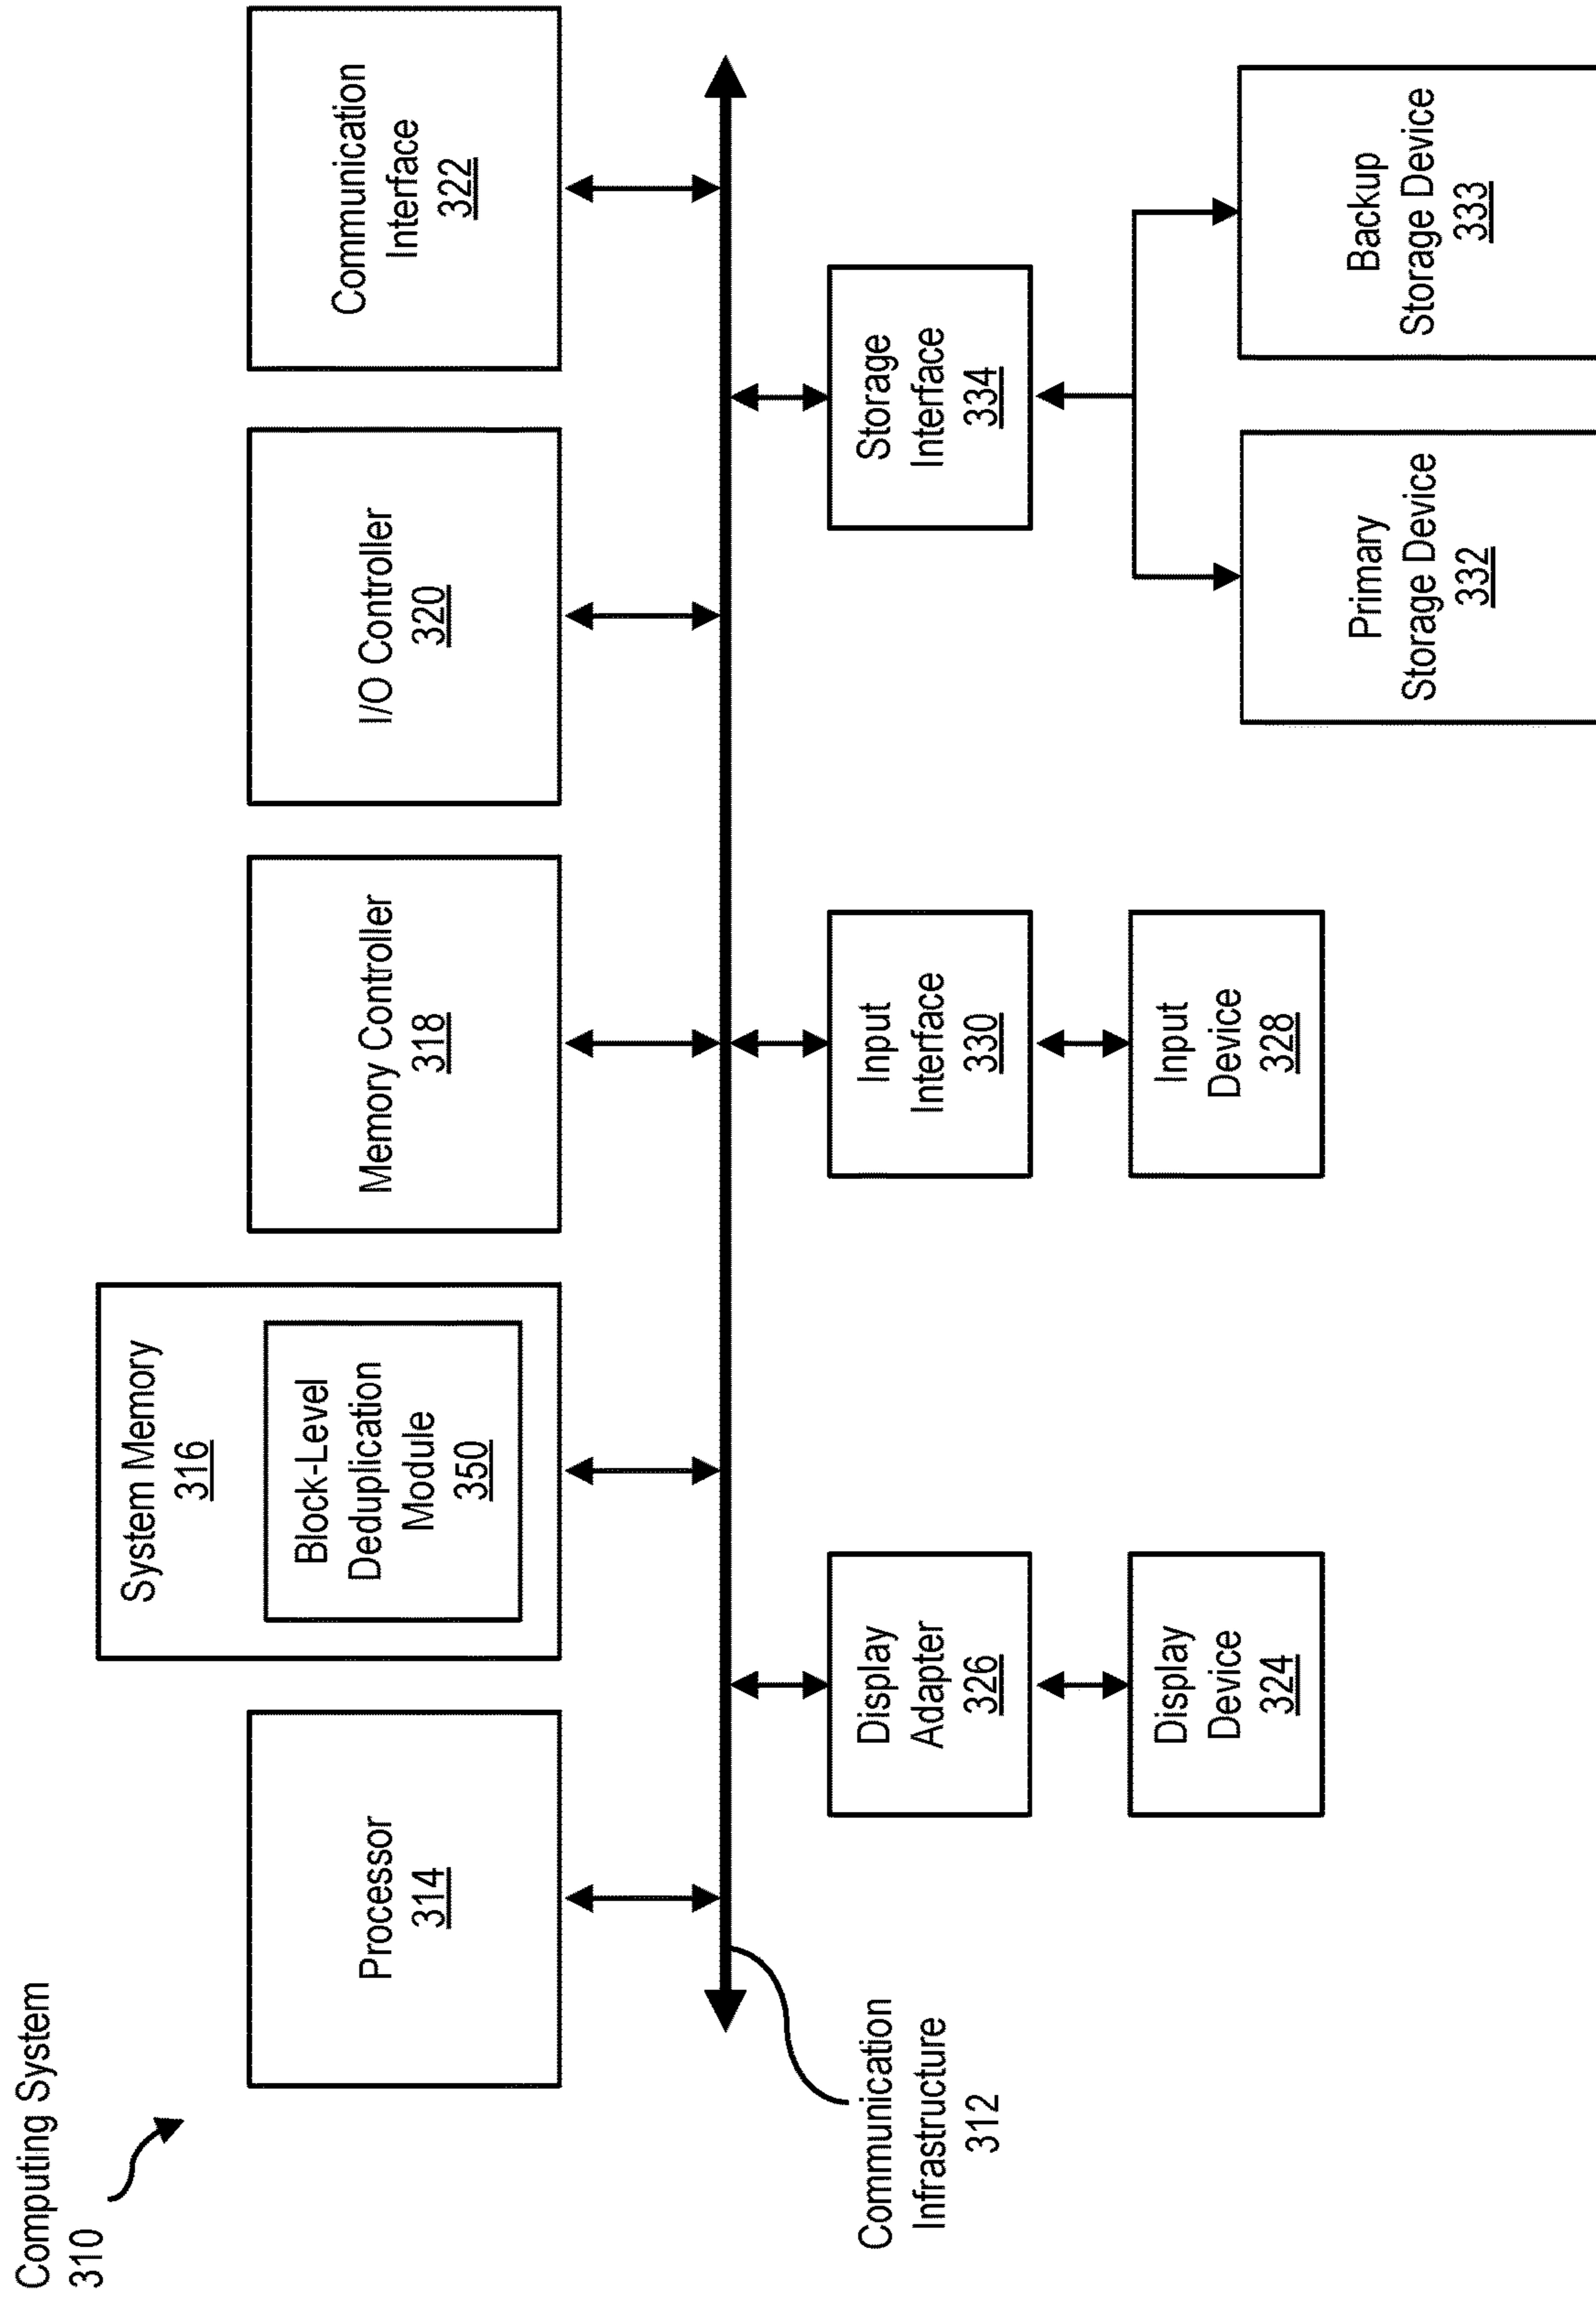 Computing System
310
Processor
314
System Memory
316
Block-Level
Deduplication
Module
350
Memory Controller
318
I/O Controller
320
Communication
Interface
322
Communication
Infrastructure
312
Display
Adapter
326
Input
Interface
330
Storage
Interface
334
Display
Device
324
Input
Device
328
Primary
Storage Device
332
Backup
Storage Device
333